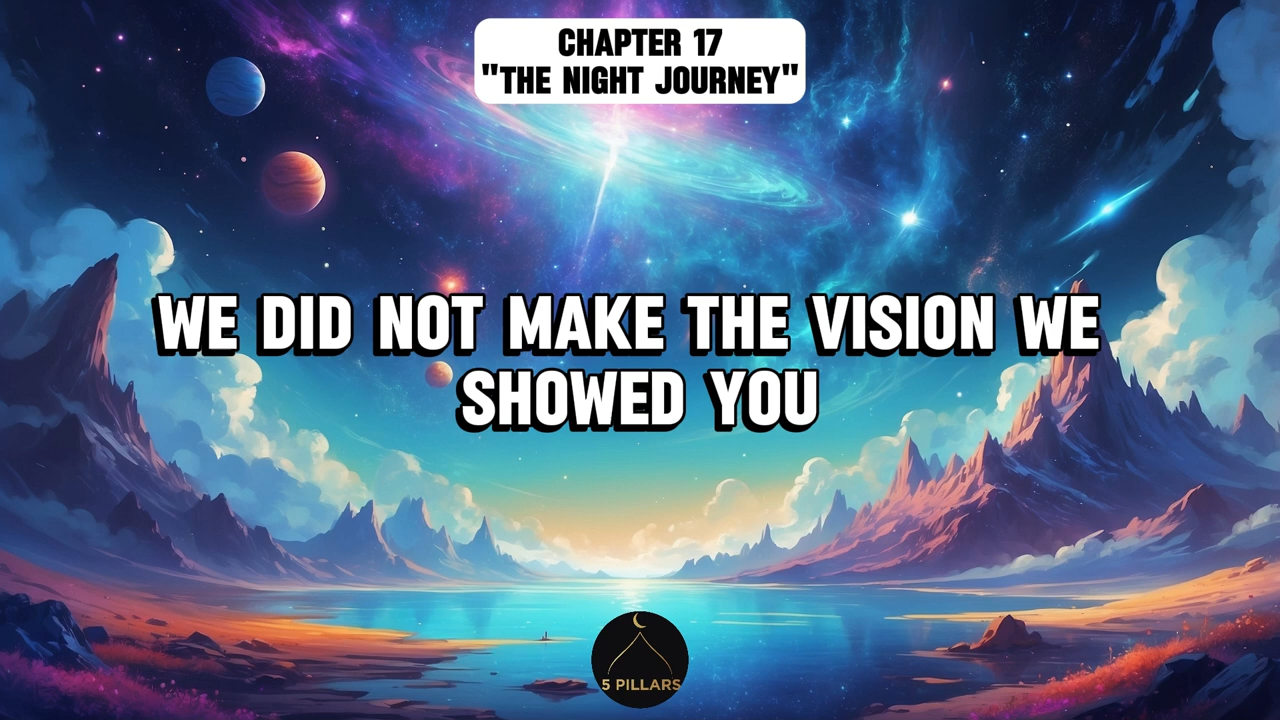 CHAPTER 17
"THE NIGHT JOURNEY"
WE DID NOT MAKE THE VISION WE
SHOWED YOU
5 PILLARS